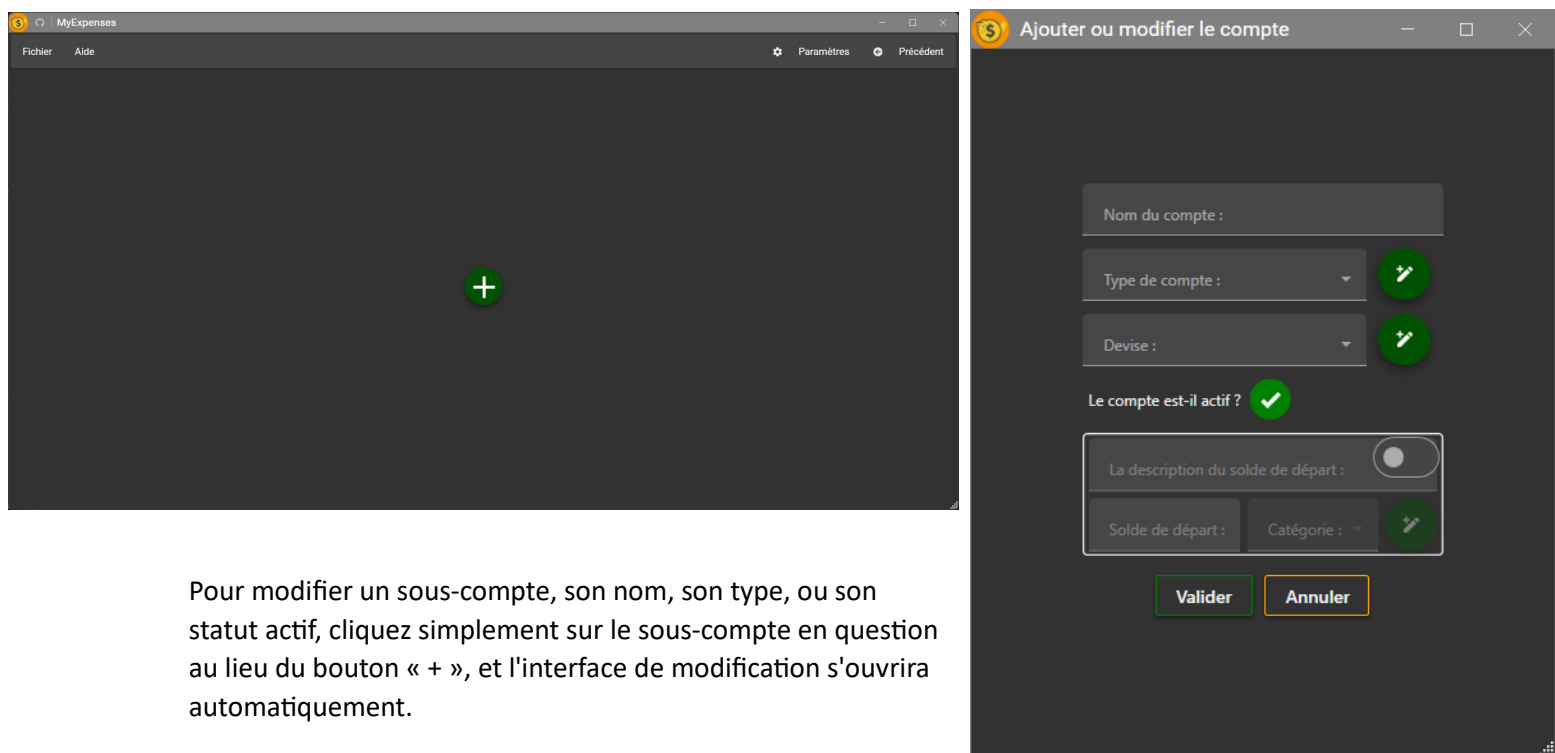 MyExpenses
Fichier Aide Paramètres Précédent
Pour modifier un sous-compte, son nom, son type, ou son
statut actif, cliquez simplement sur le sous-compte en question
au lieu du bouton « + », et l'interface de modification s'ouvrira
automatiquement.
Ajouter ou modifier le compte
Nom du compte :
Type de compte :
Devise :
Le compte est-il actif ?
La description du solde de départ :
Solde de départ : Catégorie :
Valider Annuler